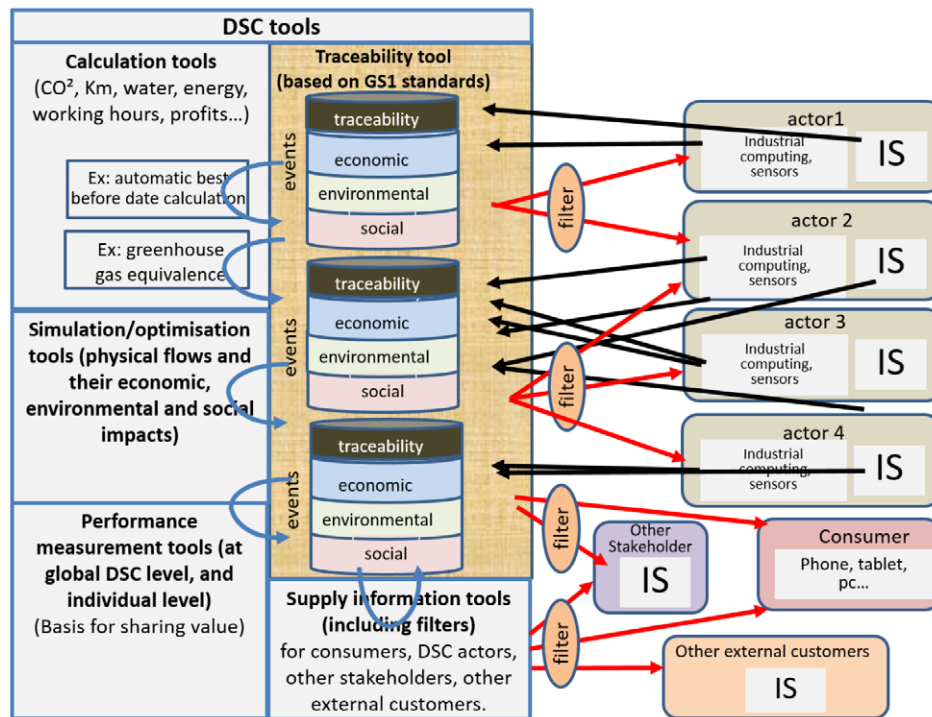 DSC tools
Calculation tools
(CO², Km, water, energy,
working hours, profits...)
Ex: automatic best
before date calculation
Ex: greenhouse
gas equivalence
Simulation/optimisation
tools (physical flows and
their economic,
environmental and social
impacts)
Performance
measurement tools (at
global DSC level, and
individual level)
(Basis for sharing value)
Traceability tool
(based on GS1 standards)
events
traceability
economic
environmental
social
events
traceability
economic
environmental
social
events
traceability
economic
environmental
social
Supply information tools
(including filters)
for consumers, DSC actors,
other stakeholders, other
external customers.
filter
filter
filter
filter
actor1
Industrial computing,
sensors
IS
actor 2
Industrial
computing,
sensors
IS
actor 3
Industrial
computing,
sensors
IS
actor 4
Industrial
computing,
sensors
IS
Other
Stakeholder
IS
Consumer
Phone, tablet,
pc...
Other external customers
IS